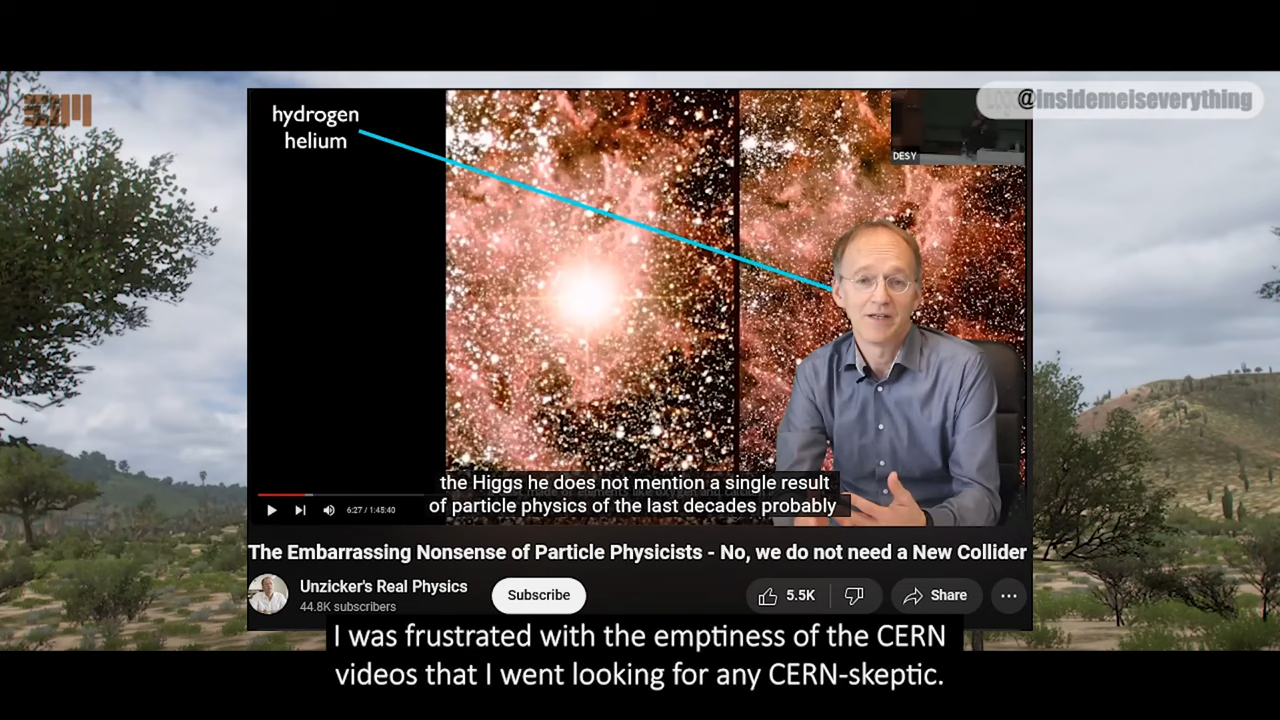 hydrogen
helium
@insidemeiseverything
DESY
the Higgs he does not mention a single result
of particle physics of the last decades probably
6:27 / 1:45:40
The Embarrassing Nonsense of Particle Physicists - No, we do not need a New Collider
Unzicker's Real Physics
44.8K subscribers
Subscribe
5.5K
Share
I was frustrated with the emptiness of the CERN
videos that I went looking for any CERN-skeptic.